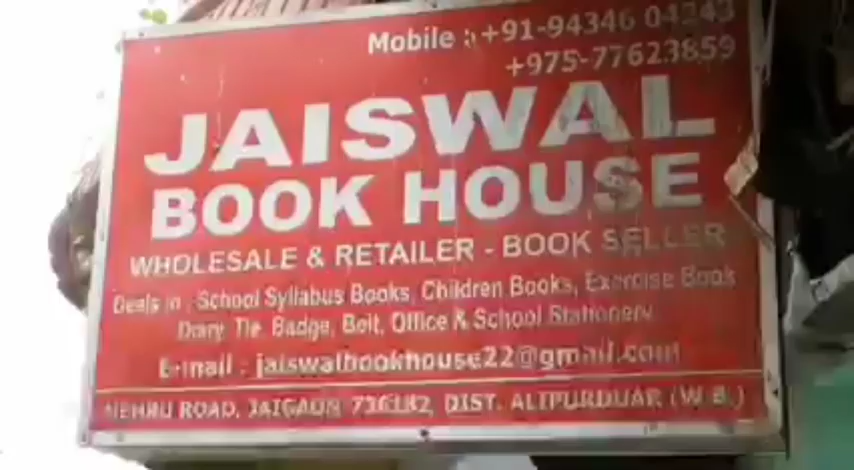 Mobile : +91-94346 04243
+975-77623859
JAISWAL
BOOK HOUSE
WHOLESALE & RETAILER - BOOK SELLER
Deals in : School Syllabus Books, Children Books, Exercise Book
Diary, Tie, Badge, Belt, Office & School Stationery
E-mail : jaiswalbookhouse22@gmail.com
NEHRU ROAD, JAIGAON 736182, DIST. ALIPURDUAR (W.B.)